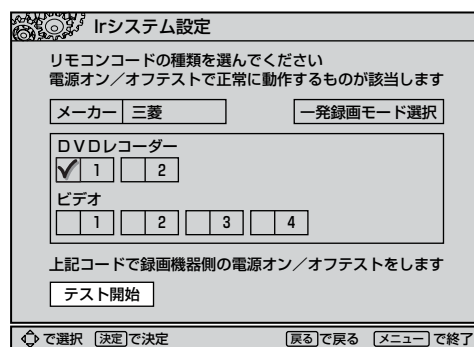 Irシステム設定
リモコンコードの種類を選んでください
電源オン／オフテストで正常に動作するものが該当します
メーカー 三菱 一発録画モード選択
DVDレコーダー
1 2
ビデオ
1 2 3 4
上記コードで録画機器側の電源オン／オフテストをします
テスト開始
で選択 決定で決定 戻るで戻る メニューで終了